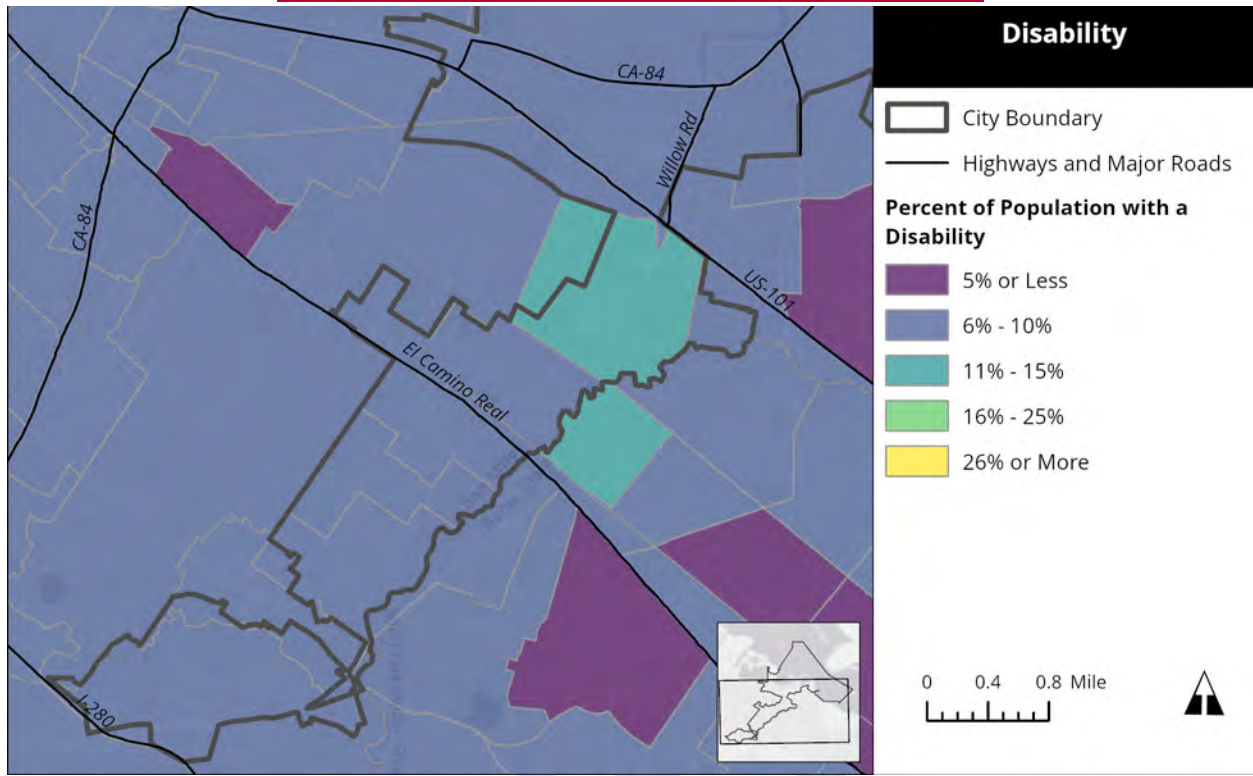 Disability
City Boundary
Highways and Major Roads
Percent of Population with a
Disability
5% or Less
6% - 10%
11% - 15%
16% - 25%
26% or More
0 0.4 0.8 Mile
CA-84
Willow Rd
CA-84
US-101
El Camino Real
I-280